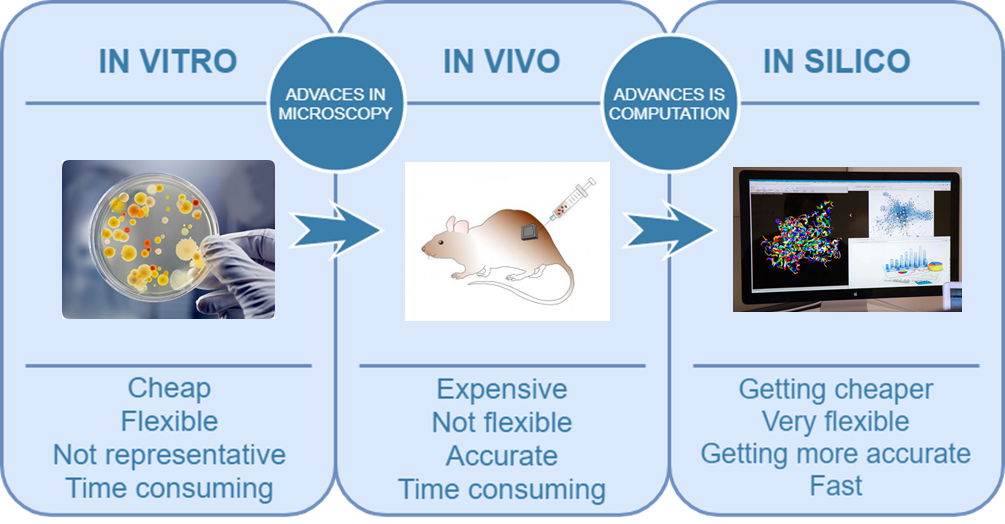 IN VITRO
ADVACES IN
MICROSCOPY
IN VIVO
ADVANCES IS
COMPUTATION
IN SILICO
Cheap
Flexible
Not representative
Time consuming
Expensive
Not flexible
Accurate
Time consuming
Getting cheaper
Very flexible
Getting more accurate
Fast